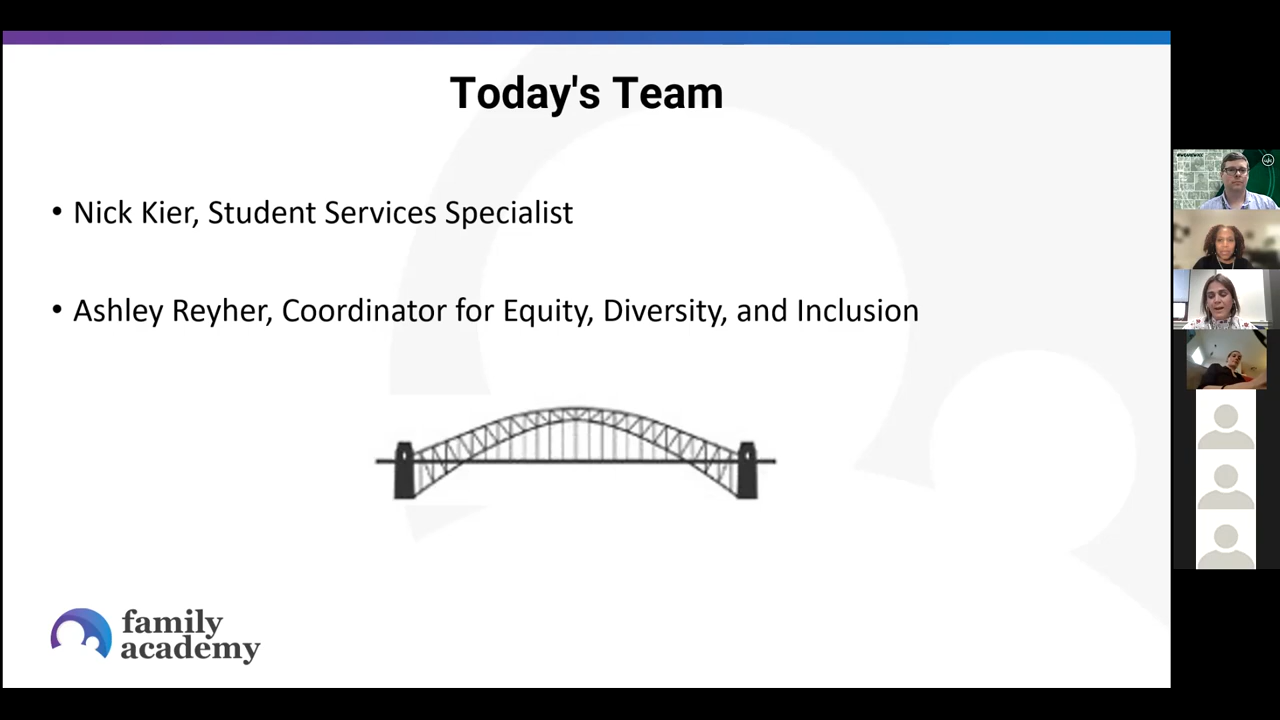 Today's Team
• Nick Kier, Student Services Specialist
• Ashley Reyher, Coordinator for Equity, Diversity, and Inclusion
family
academy